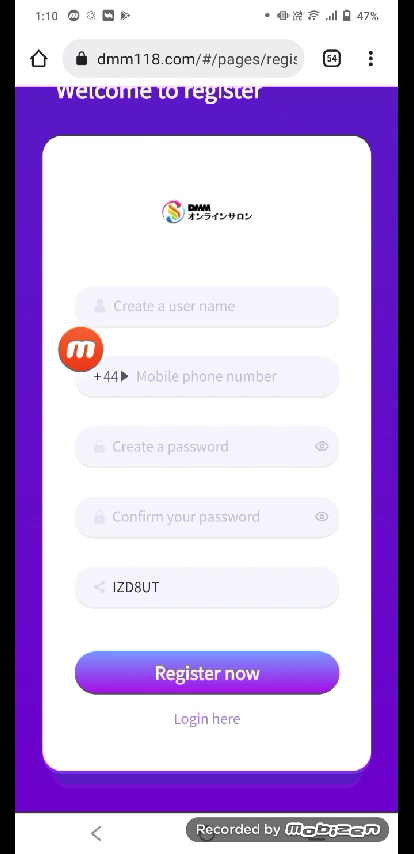 1:10
47%
dmm118.com/#/pages/regis
54
Welcome to register
DMM
オンラインサロン
Create a user name
m
+44 Mobile phone number
Create a password
Confirm your password
IZD8UT
Register now
Login here
Recorded by Mobizen